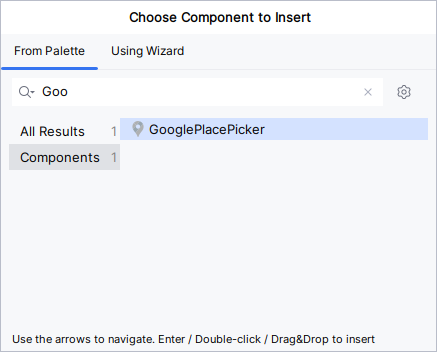 Choose Component to Insert
From Palette Using Wizard
Goo
All Results 1
GooglePlacePicker
Components 1
Use the arrows to navigate. Enter / Double-click / Drag&Drop to insert